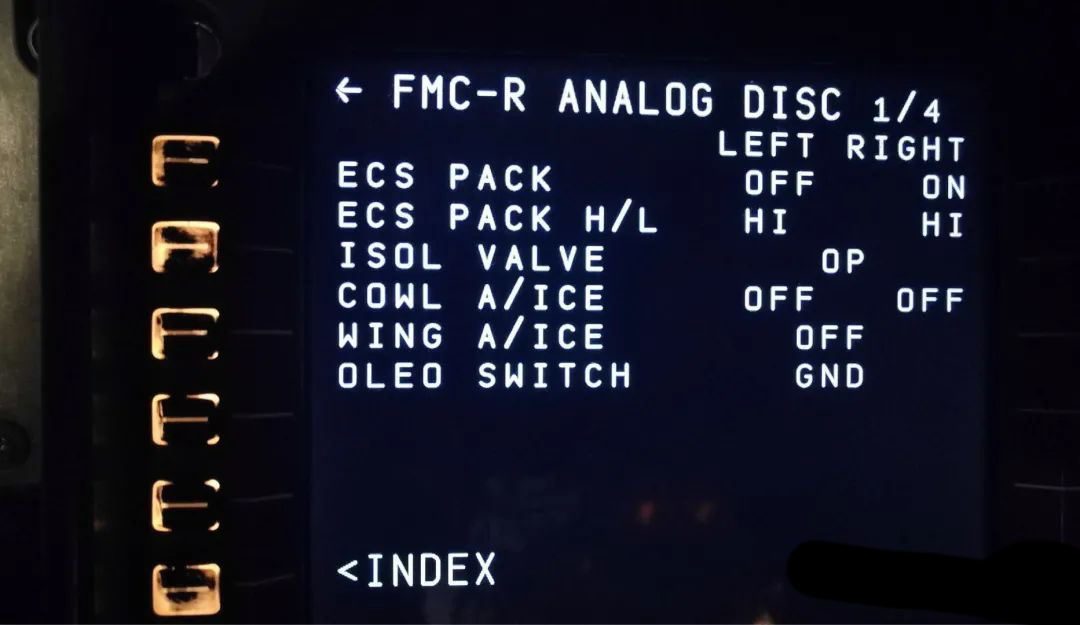 ← FMC-R ANALOG DISC 1/4
LEFT RIGHT
ECS PACK OFF ON
ECS PACK H/L HI HI
ISOL VALVE OP
COWL A/ICE OFF OFF
WING A/ICE OFF
OLEO SWITCH GND
<INDEX